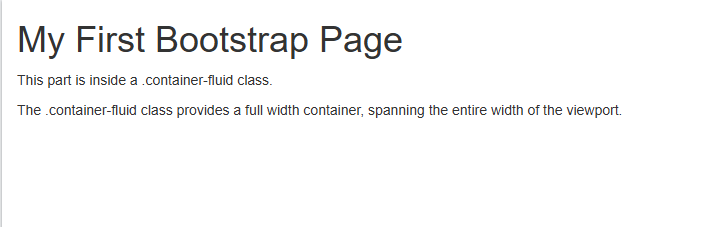 My First Bootstrap Page
This part is inside a .container-fluid class.
The .container-fluid class provides a full width container, spanning the entire width of the viewport.